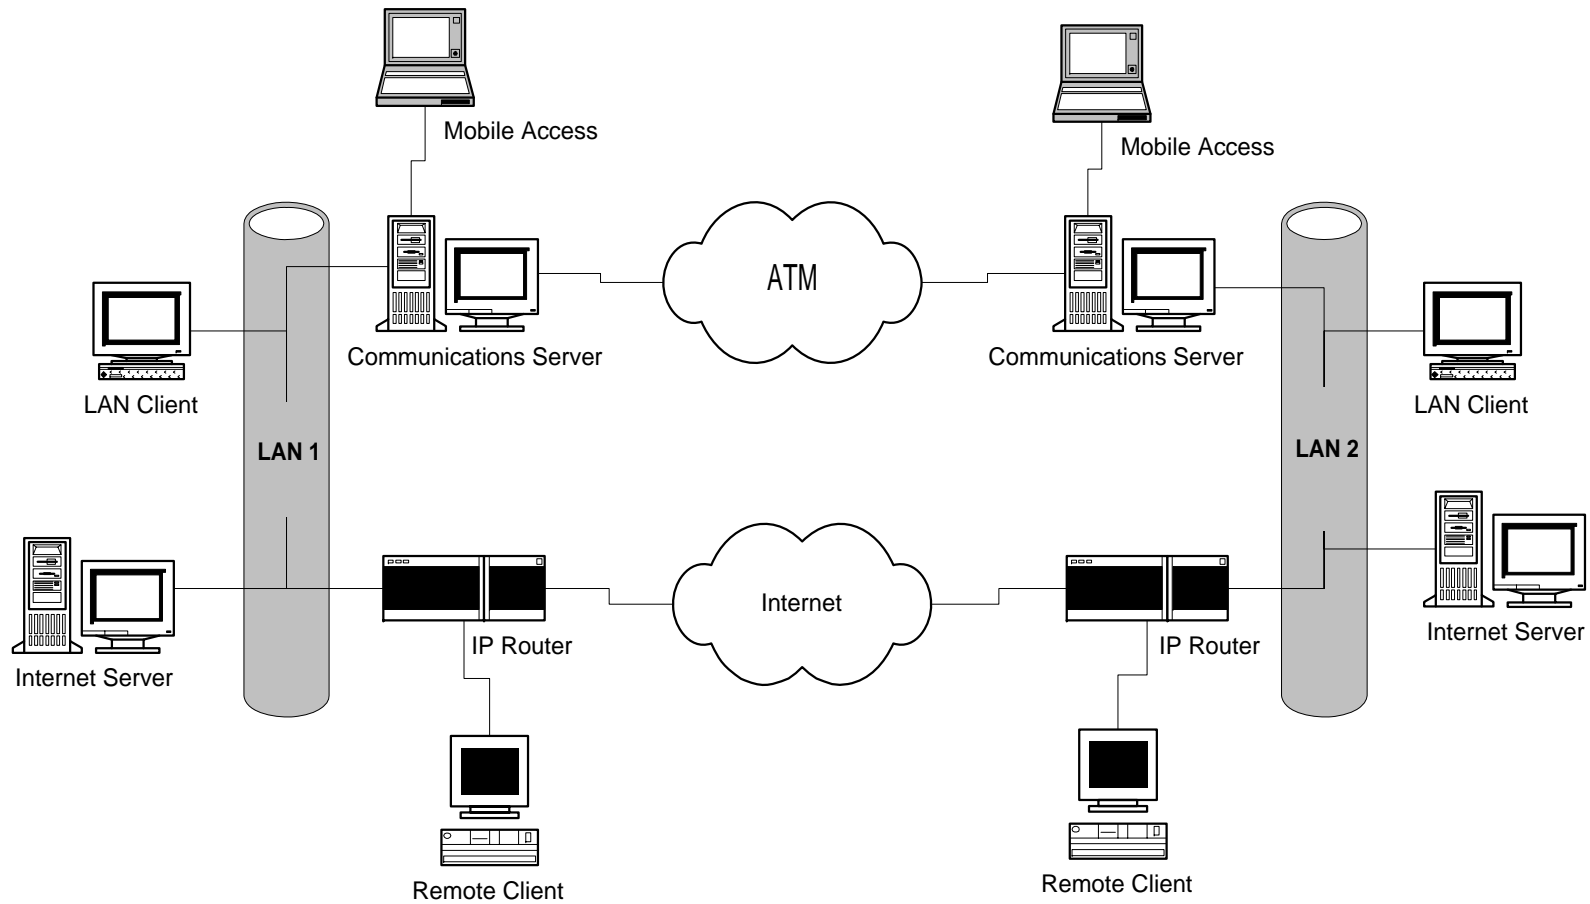 Mobile Access
Mobile Access
ATM
Communications Server
Communications Server
LAN Client
LAN Client
LAN 1
LAN 2
Internet
IP Router
IP Router
Internet Server
Internet Server
Remote Client
Remote Client